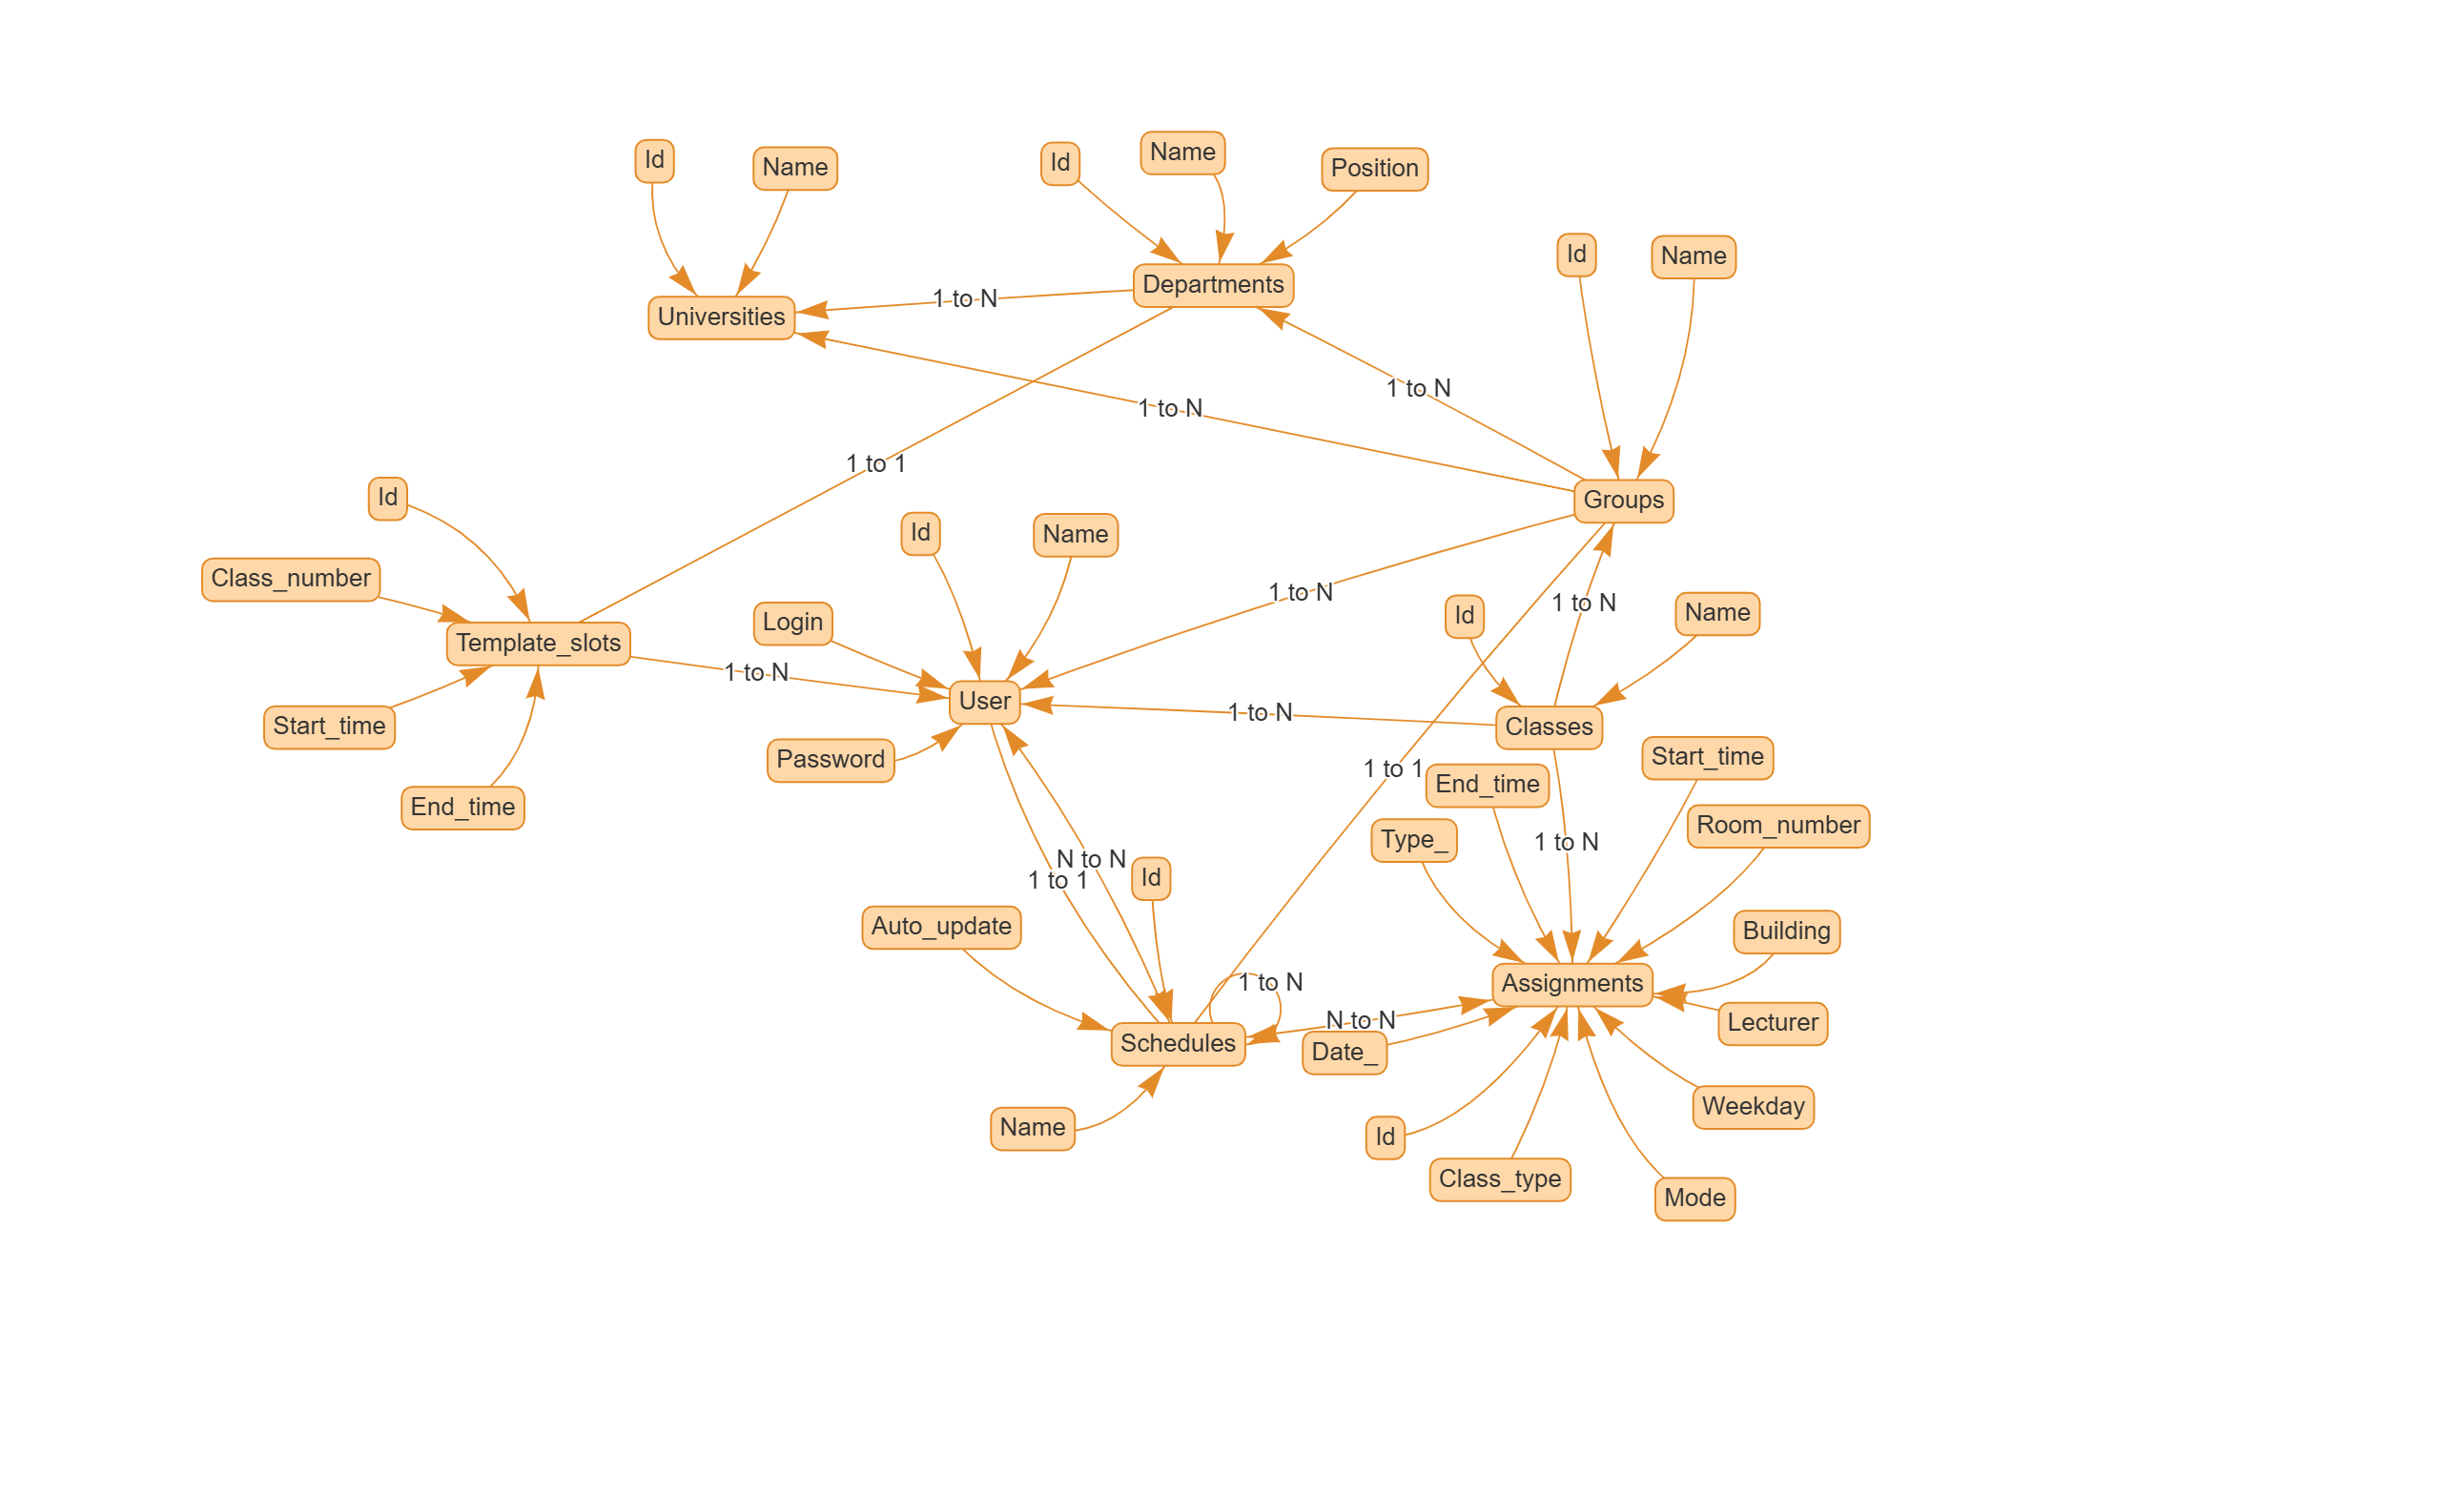 Id
Name
Id
Name
Position
Universities
1 to N
Departments
Id
Name
1 to N
1 to N
1 to 1
Id
Groups
Class_number
Id
Name
1 to N
1 to N
Template_slots
Login
Id
Name
1 to N
User
1 to N
Classes
Start_time
Password
1 to 1
End_time
Start_time
End_time
Type_
1 to N
Room_number
N to N
1 to 1
Id
Auto_update
Building
1 to N
Assignments
Schedules
N to N
Date_
Lecturer
Name
Id
Weekday
Class_type
Mode